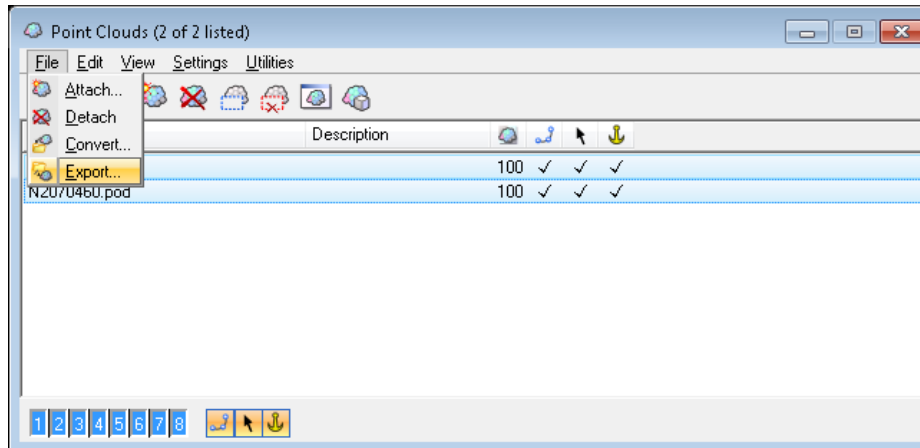 Point Clouds (2 of 2 listed)
File Edit View Settings Utilities
Attach...
Detach
Convert...
Export...
Description
100
N2070460.pod 100
1 2 3 4 5 6 7 8